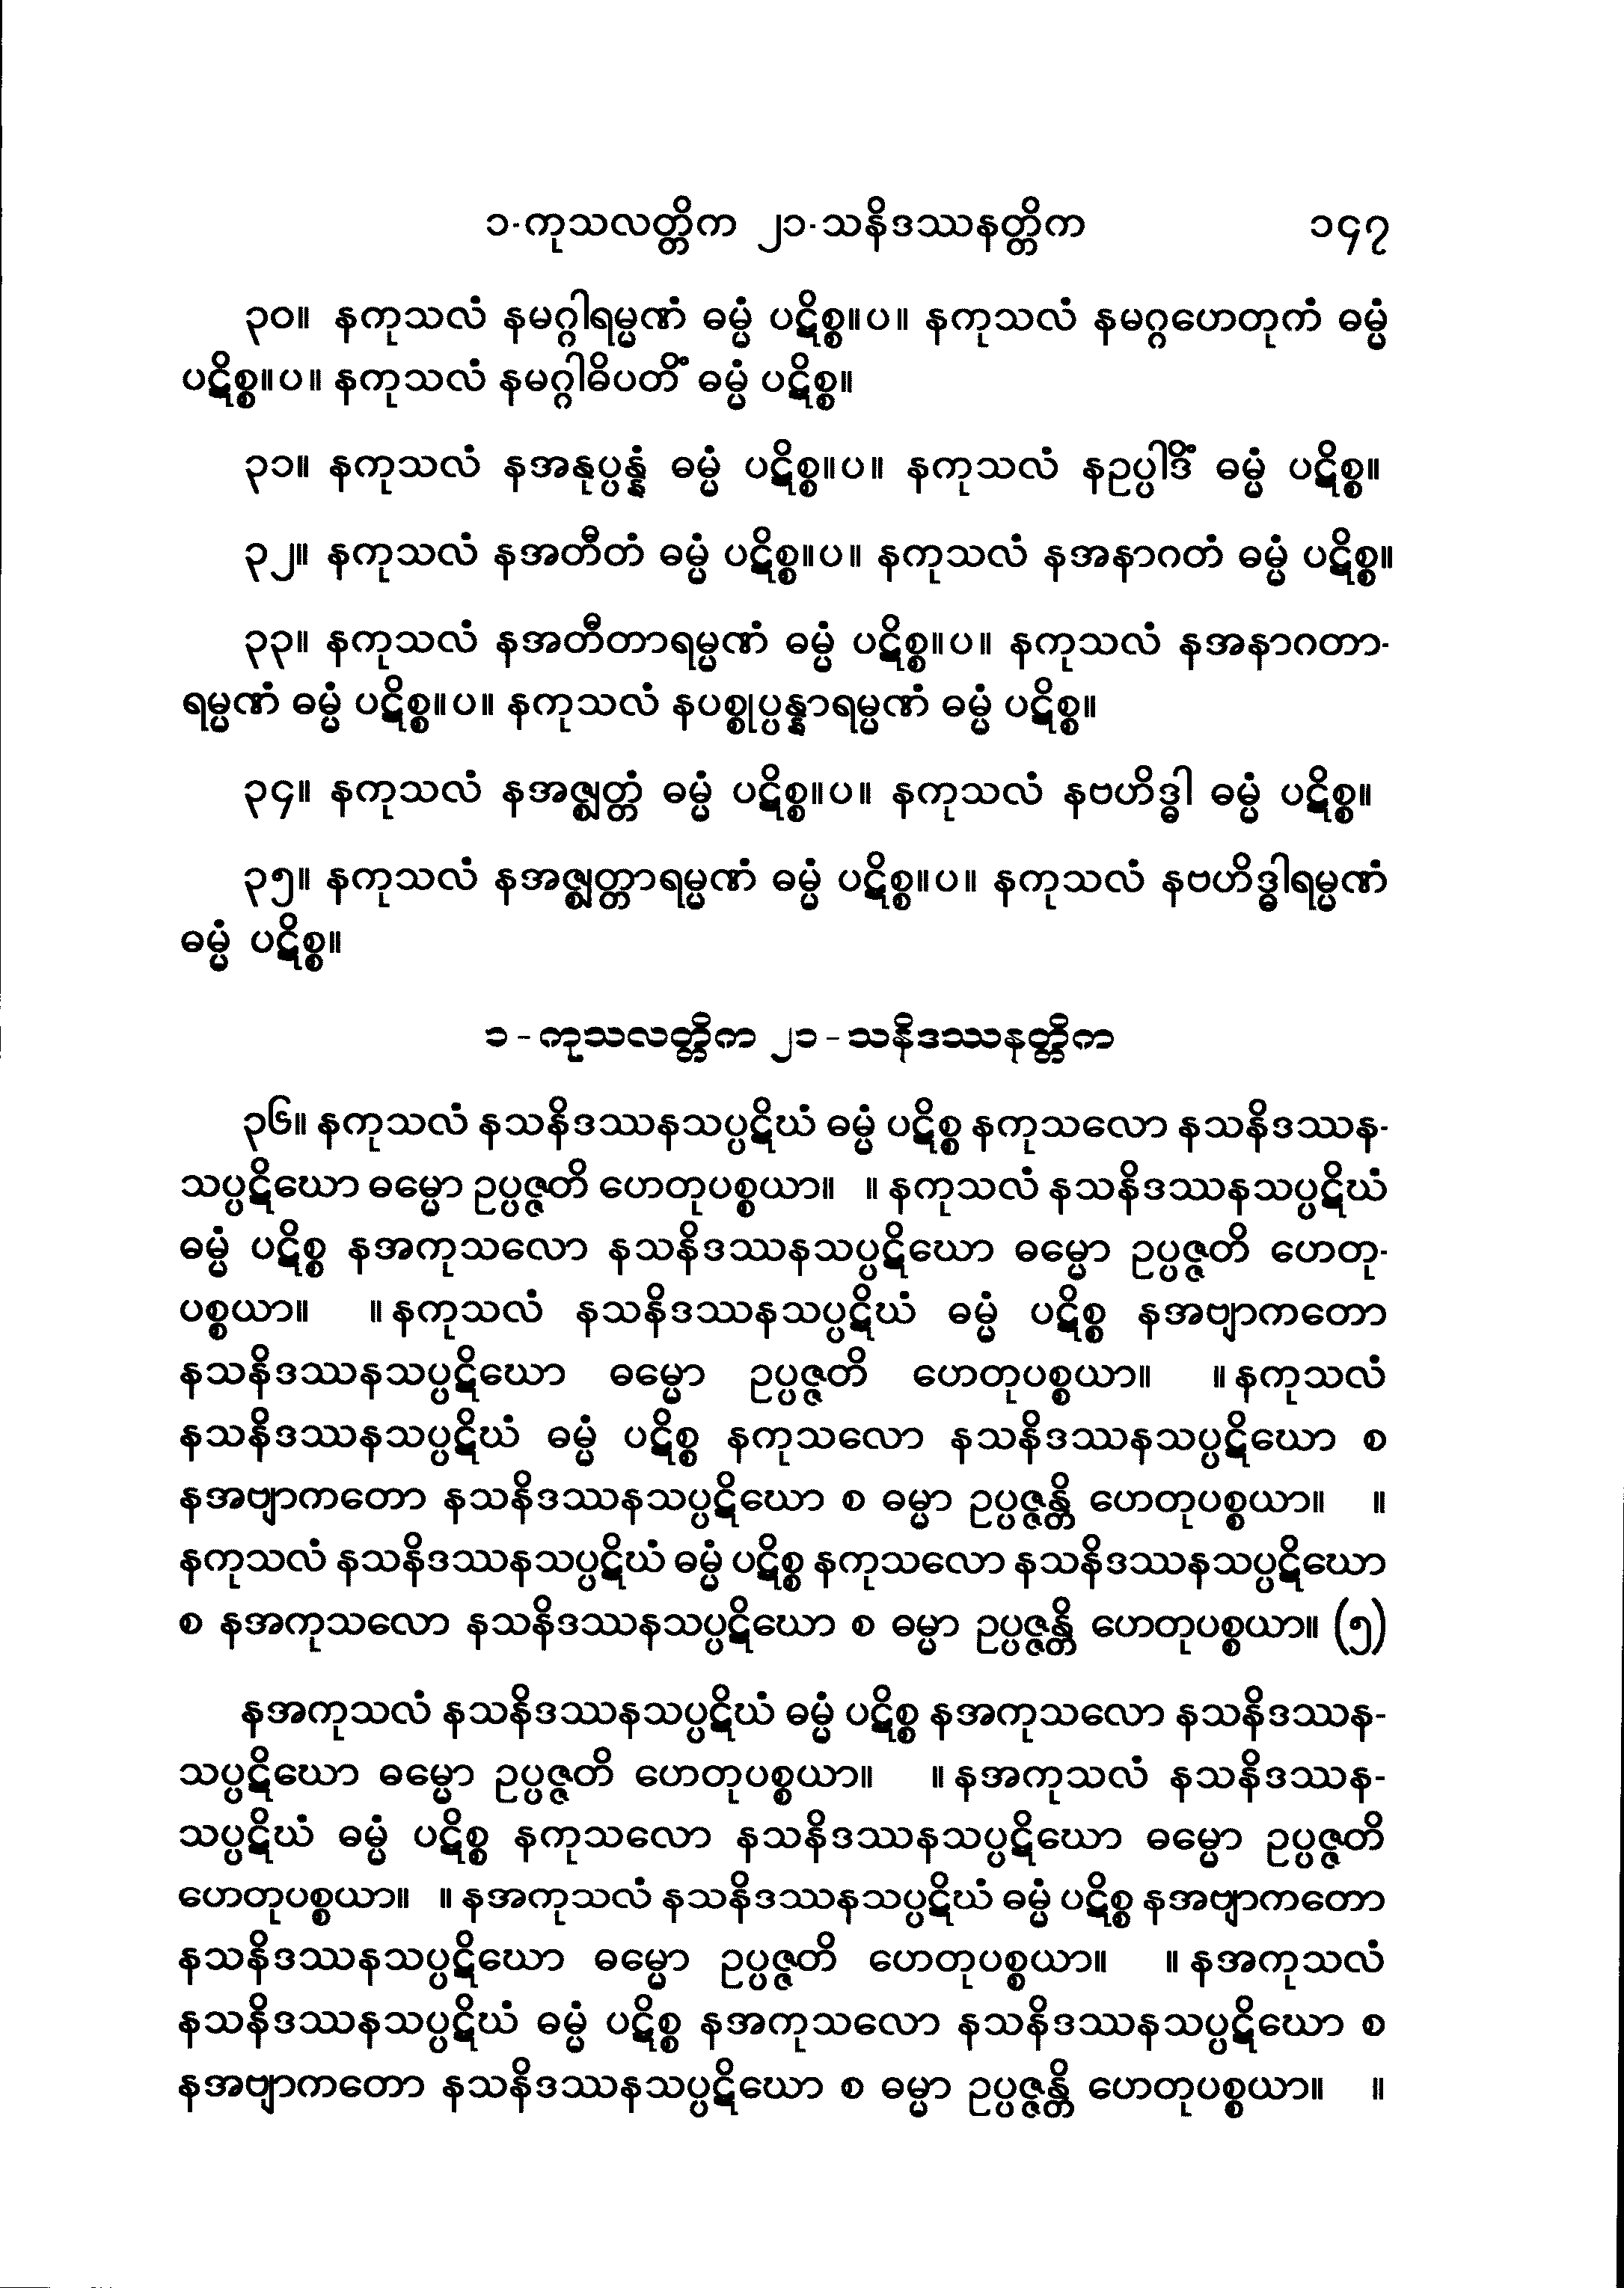 ၁-ကုသလတ္တိက ၂၁-သနိဒဿနတ္တိက ၁၄၇
၃၀။ နကုသလံ နမဂ္ဂါရမ္မဏံ ဓမ္မံ ပဋိစ္စ။ပ။ နကုသလံ နမဂ္ဂဟေတုကံ ဓမ္မံ
ပဋိစ္စ။ပ။ နကုသလံ နမဂ္ဂါဓိပတိံ ဓမ္မံ ပဋိစ္စ။
၃၁။ နကုသလံ နအနုပ္ပန္နံ ဓမ္မံ ပဋိစ္စ။ပ။ နကုသလံ နဥပ္ပါဒိံ ဓမ္မံ ပဋိစ္စ။
၃၂။ နကုသလံ နအတီတံ ဓမ္မံ ပဋိစ္စ။ပ။ နကုသလံ နအနာဂတံ ဓမ္မံ ပဋိစ္စ။
၃၃။ နကုသလံ နအတီတာရမ္မဏံ ဓမ္မံ ပဋိစ္စ။ပ။ နကုသလံ နအနာဂတာ-
ရမ္မဏံ ဓမ္မံ ပဋိစ္စ။ပ။ နကုသလံ နပစ္စုပ္ပန္နာရမ္မဏံ ဓမ္မံ ပဋိစ္စ။
၃၄။ နကုသလံ နအဇ္ဈတ္တံ ဓမ္မံ ပဋိစ္စ။ပ။ နကုသလံ နဗဟိဒ္ဓါ ဓမ္မံ ပဋိစ္စ။
၃၅။ နကုသလံ နအဇ္ဈတ္တာရမ္မဏံ ဓမ္မံ ပဋိစ္စ။ပ။ နကုသလံ နဗဟိဒ္ဓါရမ္မဏံ
ဓမ္မံ ပဋိစ္စ။
၁ - ကုသလတ္တိက ၂၁ - သနိဒဿနတ္တိက
၃၆။ နကုသလံ နသနိဒဿနသပ္ပဋိဃံ ဓမ္မံ ပဋိစ္စ နကုသလော နသနိဒဿန-
သပ္ပဋိဃော ဓမ္မော ဥပ္ပဇ္ဇတိ ဟေတုပစ္စယာ။ ။ နကုသလံ နသနိဒဿနသပ္ပဋိဃံ
ဓမ္မံ ပဋိစ္စ နအကုသလော နသနိဒဿနသပ္ပဋိဃော ဓမ္မော ဥပ္ပဇ္ဇတိ ဟေတု-
ပစ္စယာ။ ။ နကုသလံ နသနိဒဿနသပ္ပဋိဃံ ဓမ္မံ ပဋိစ္စ နအဗျာကတော
နသနိဒဿနသပ္ပဋိဃော ဓမ္မော ဥပ္ပဇ္ဇတိ ဟေတုပစ္စယာ။ ။ နကုသလံ
နသနိဒဿနသပ္ပဋိဃံ ဓမ္မံ ပဋိစ္စ နကုသလော နသနိဒဿနသပ္ပဋိဃော စ
နအဗျာကတော နသနိဒဿနသပ္ပဋိဃော စ ဓမ္မာ ဥပ္ပဇ္ဇန္တိ ဟေတုပစ္စယာ။ ။
နကုသလံ နသနိဒဿနသပ္ပဋိဃံ ဓမ္မံ ပဋိစ္စ နကုသလော နသနိဒဿနသပ္ပဋိဃော
စ နအကုသလော နသနိဒဿနသပ္ပဋိဃော စ ဓမ္မာ ဥပ္ပဇ္ဇန္တိ ဟေတုပစ္စယာ။ (၅)
နအကုသလံ နသနိဒဿနသပ္ပဋိဃံ ဓမ္မံ ပဋိစ္စ နအကုသလော နသနိဒဿန-
သပ္ပဋိဃော ဓမ္မော ဥပ္ပဇ္ဇတိ ဟေတုပစ္စယာ။ ။ နအကုသလံ နသနိဒဿန-
သပ္ပဋိဃံ ဓမ္မံ ပဋိစ္စ နကုသလော နသနိဒဿနသပ္ပဋိဃော ဓမ္မော ဥပ္ပဇ္ဇတိ
ဟေတုပစ္စယာ။ ။ နအကုသလံ နသနိဒဿနသပ္ပဋိဃံ ဓမ္မံ ပဋိစ္စ နအဗျာကတော
နသနိဒဿနသပ္ပဋိဃော ဓမ္မော ဥပ္ပဇ္ဇတိ ဟေတုပစ္စယာ။ ။ နအကုသလံ
နသနိဒဿနသပ္ပဋိဃံ ဓမ္မံ ပဋိစ္စ နအကုသလော နသနိဒဿနသပ္ပဋိဃော စ
နအဗျာကတော နသနိဒဿနသပ္ပဋိဃော စ ဓမ္မာ ဥပ္ပဇ္ဇန္တိ ဟေတုပစ္စယာ။ ။